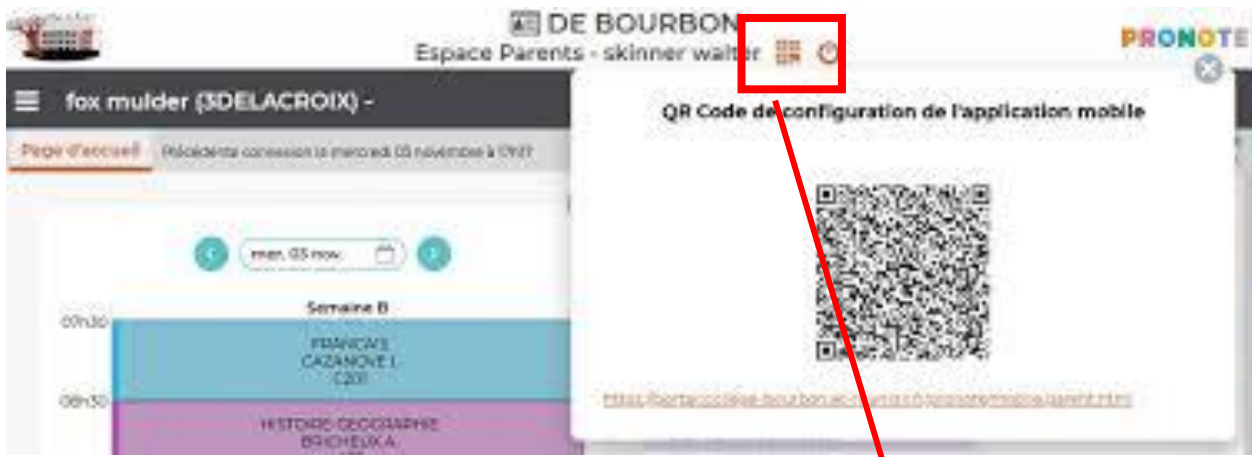 DE BOURBON
Espace Parents - skinner walter
PRONOTE
fox mulder (3DELACROIX) -
QR Code de configuration de l'application mobile
Page d'accueil
Précédente connexion le mercredi 03 novembre à
mer. 03 nov.
Semaine B
07h30
FRANCAIS
CAZANOVE I.
C201
08h30
HISTOIRE-GEOGRAPHIE
BRICHEUX A.